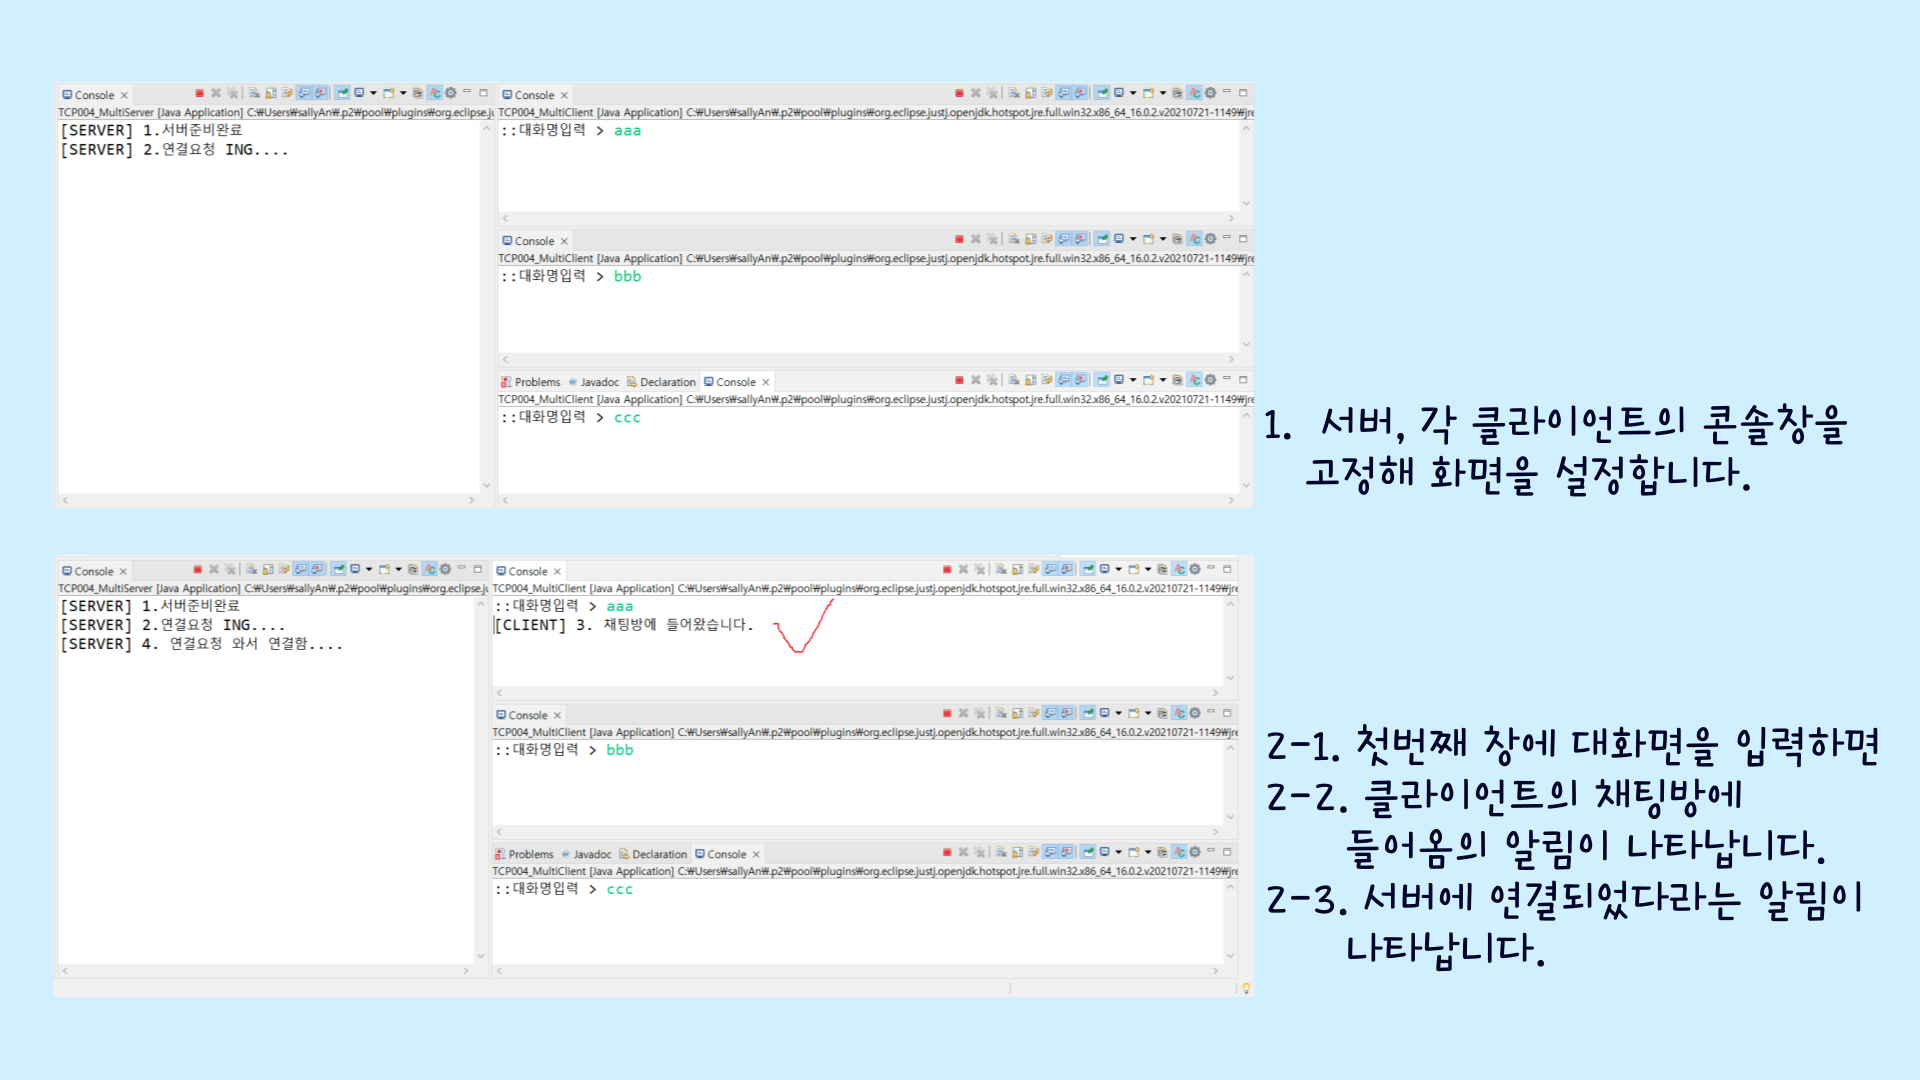 Console
TCP004_MultiServer [Java Application] C:₩Users₩sallyAn₩.p2₩pool₩plugins₩org.eclipse.ju
[SERVER] 1.서버준비완료
[SERVER] 2.연결요청 ING....
Console
TCP004_MultiClient [Java Application] C:₩Users₩sallyAn₩.p2₩pool₩plugins₩org.eclipse.justj.openjdk.hotspot.jre.full.win32.x86_64_16.0.2.v20210721-1149₩jre
::대화명입력 > aaa
Console
TCP004_MultiClient [Java Application] C:₩Users₩sallyAn₩.p2₩pool₩plugins₩org.eclipse.justj.openjdk.hotspot.jre.full.win32.x86_64_16.0.2.v20210721-1149₩jre
::대화명입력 > bbb
Problems Javadoc Declaration Console
TCP004_MultiClient [Java Application] C:₩Users₩sallyAn₩.p2₩pool₩plugins₩org.eclipse.justj.openjdk.hotspot.jre.full.win32.x86_64_16.0.2.v20210721-1149₩jre
::대화명입력 > ccc
1. 서버, 각 클라이언트의 콘솔창을
고정해 화면을 설정합니다.
Console
TCP004_MultiServer [Java Application] C:₩Users₩sallyAn₩.p2₩pool₩plugins₩org.eclipse.ju
[SERVER] 1.서버준비완료
[SERVER] 2.연결요청 ING....
[SERVER] 4. 연결요청 와서 연결함....
Console
TCP004_MultiClient [Java Application] C:₩Users₩sallyAn₩.p2₩pool₩plugins₩org.eclipse.justj.openjdk.hotspot.jre.full.win32.x86_64_16.0.2.v20210721-1149₩jre
::대화명입력 > aaa
[CLIENT] 3. 채팅방에 들어왔습니다.
Console
TCP004_MultiClient [Java Application] C:₩Users₩sallyAn₩.p2₩pool₩plugins₩org.eclipse.justj.openjdk.hotspot.jre.full.win32.x86_64_16.0.2.v20210721-1149₩jre
::대화명입력 > bbb
Problems Javadoc Declaration Console
TCP004_MultiClient [Java Application] C:₩Users₩sallyAn₩.p2₩pool₩plugins₩org.eclipse.justj.openjdk.hotspot.jre.full.win32.x86_64_16.0.2.v20210721-1149₩jre
::대화명입력 > ccc
2-1. 첫번째 창에 대화면을 입력하면
2-2. 클라이언트의 채팅방에
들어옴의 알림이 나타납니다.
2-3. 서버에 연결되었다라는 알림이
나타납니다.